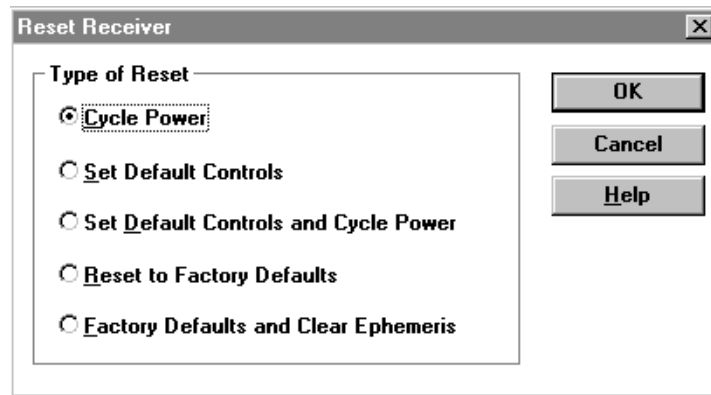 Reset Receiver
Type of Reset
Cycle Power
Set Default Controls
Set Default Controls and Cycle Power
Reset to Factory Defaults
Factory Defaults and Clear Ephemeris
OK
Cancel
Help